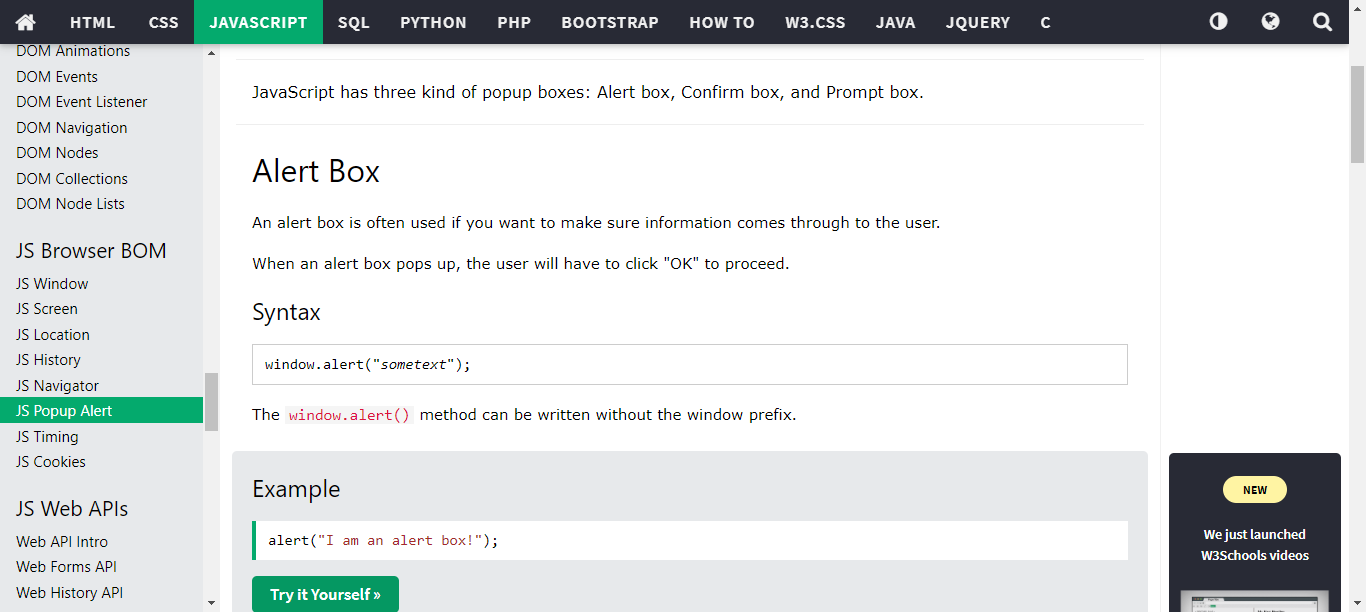 HTML CSS JAVASCRIPT SQL PYTHON PHP BOOTSTRAP HOW TO W3.CSS JAVA JQUERY C
DOM Animations
DOM Events
DOM Event Listener
DOM Navigation
DOM Nodes
DOM Collections
DOM Node Lists
JS Browser BOM
JS Window
JS Screen
JS Location
JS History
JS Navigator
JS Popup Alert
JS Timing
JS Cookies
JS Web APIs
Web API Intro
Web Forms API
Web History API
JavaScript has three kind of popup boxes: Alert box, Confirm box, and Prompt box.
Alert Box
An alert box is often used if you want to make sure information comes through to the user.
When an alert box pops up, the user will have to click "OK" to proceed.
Syntax
window.alert("sometext");
The window.alert() method can be written without the window prefix.
Example
alert("I am an alert box!");
Try it Yourself »
NEW
We just launched
W3Schools videos